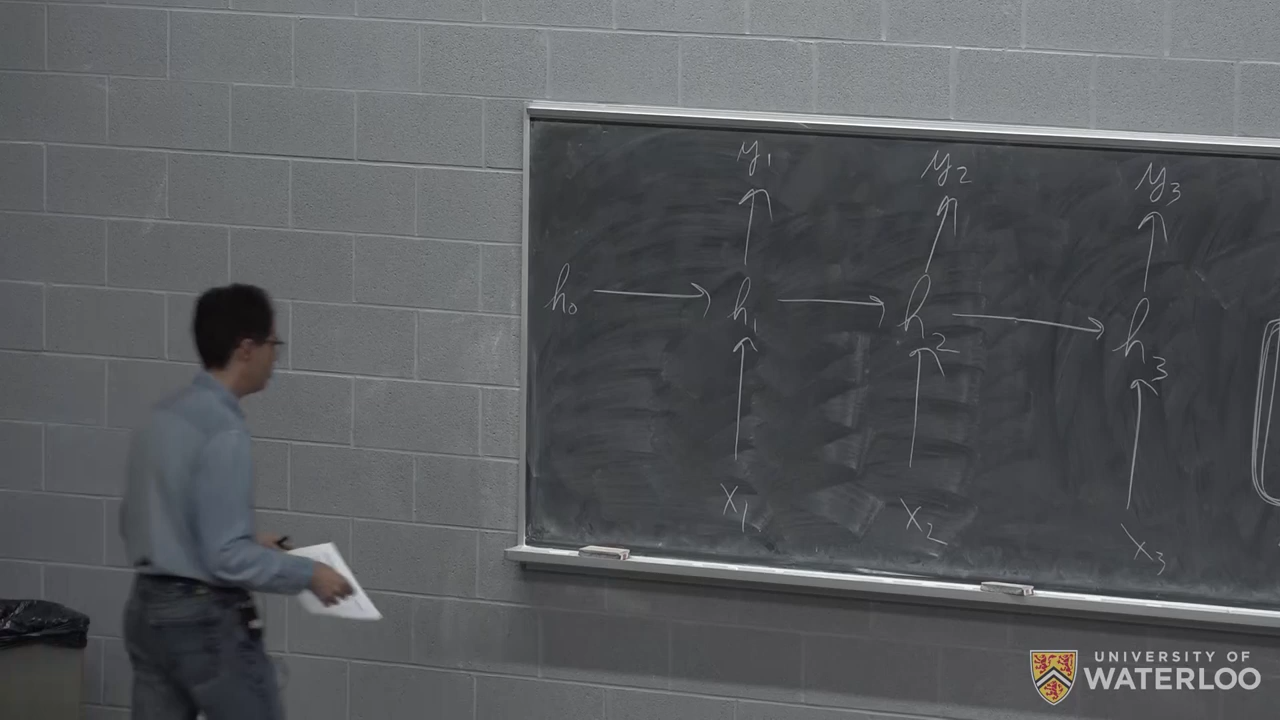 y₁ y₂ y₃
h₀ h₁ h₂ h₃
x₁ x₂ x₃
UNIVERSITY OF
WATERLOO